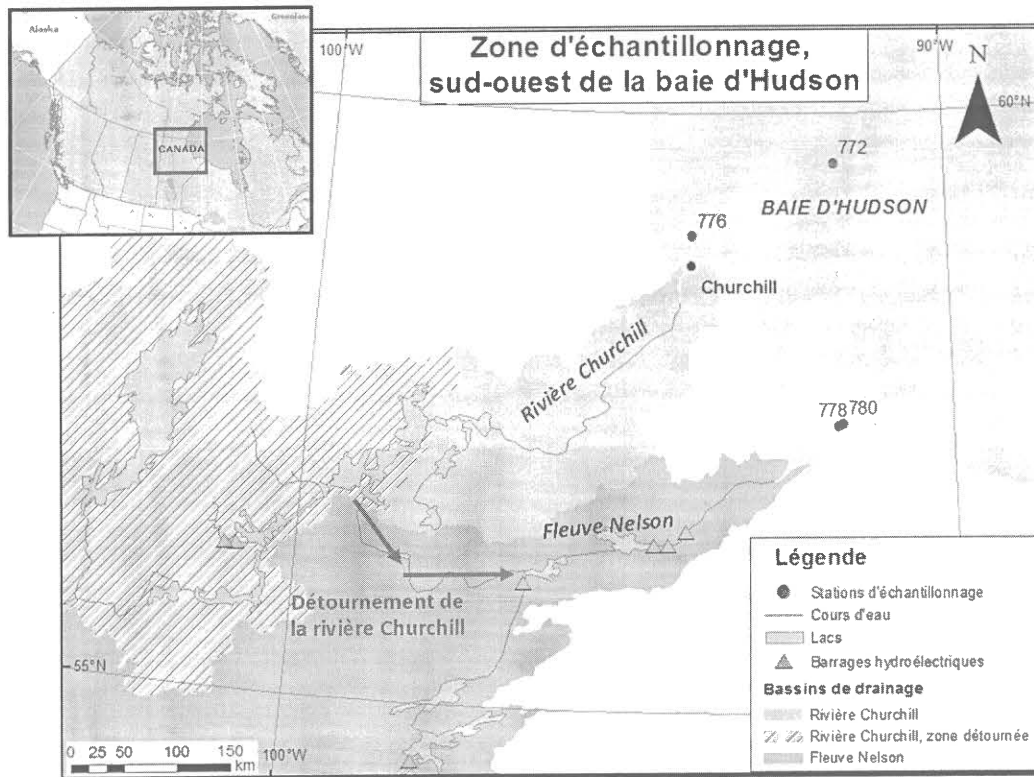 Alaska
Greenland
CANADA
100°W
Zone d'échantillonnage,
sud-ouest de la baie d'Hudson
90°W
N
60°N
772
BAIE D'HUDSON
776
Churchill
Rivière Churchill
778 780
Fleuve Nelson
Détournement de
la rivière Churchill
55°N
Légende
Stations d'échantillonnage
Cours d'eau
Lacs
Barrages hydroélectriques
Bassins de drainage
Rivière Churchill
Rivière Churchill, zone détournée
Fleuve Nelson
0 25 50 100 150
km
100°W